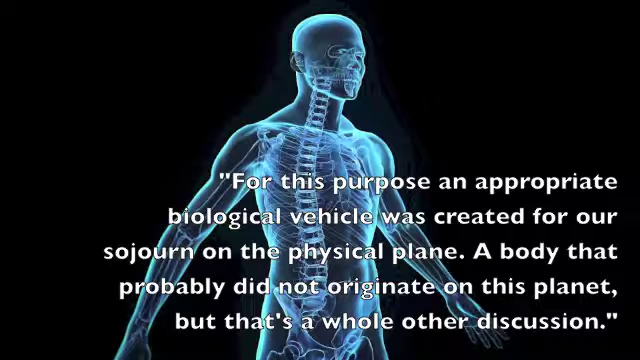 "For this purpose an appropriate
biological vehicle was created for our
sojourn on the physical plane. A body that
probably did not originate on this planet,
but that's a whole other discussion."